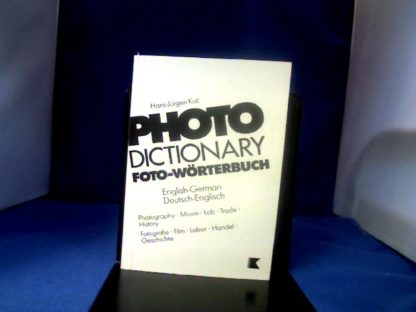 Hans-Jürgen Kuč
PHOTO
DICTIONARY
FOTO-WÖRTERBUCH
English-German
Deutsch-Englisch
Photography · Movie · Lab · Trade ·
History
Fotografie · Film · Labor · Handel ·
Geschichte